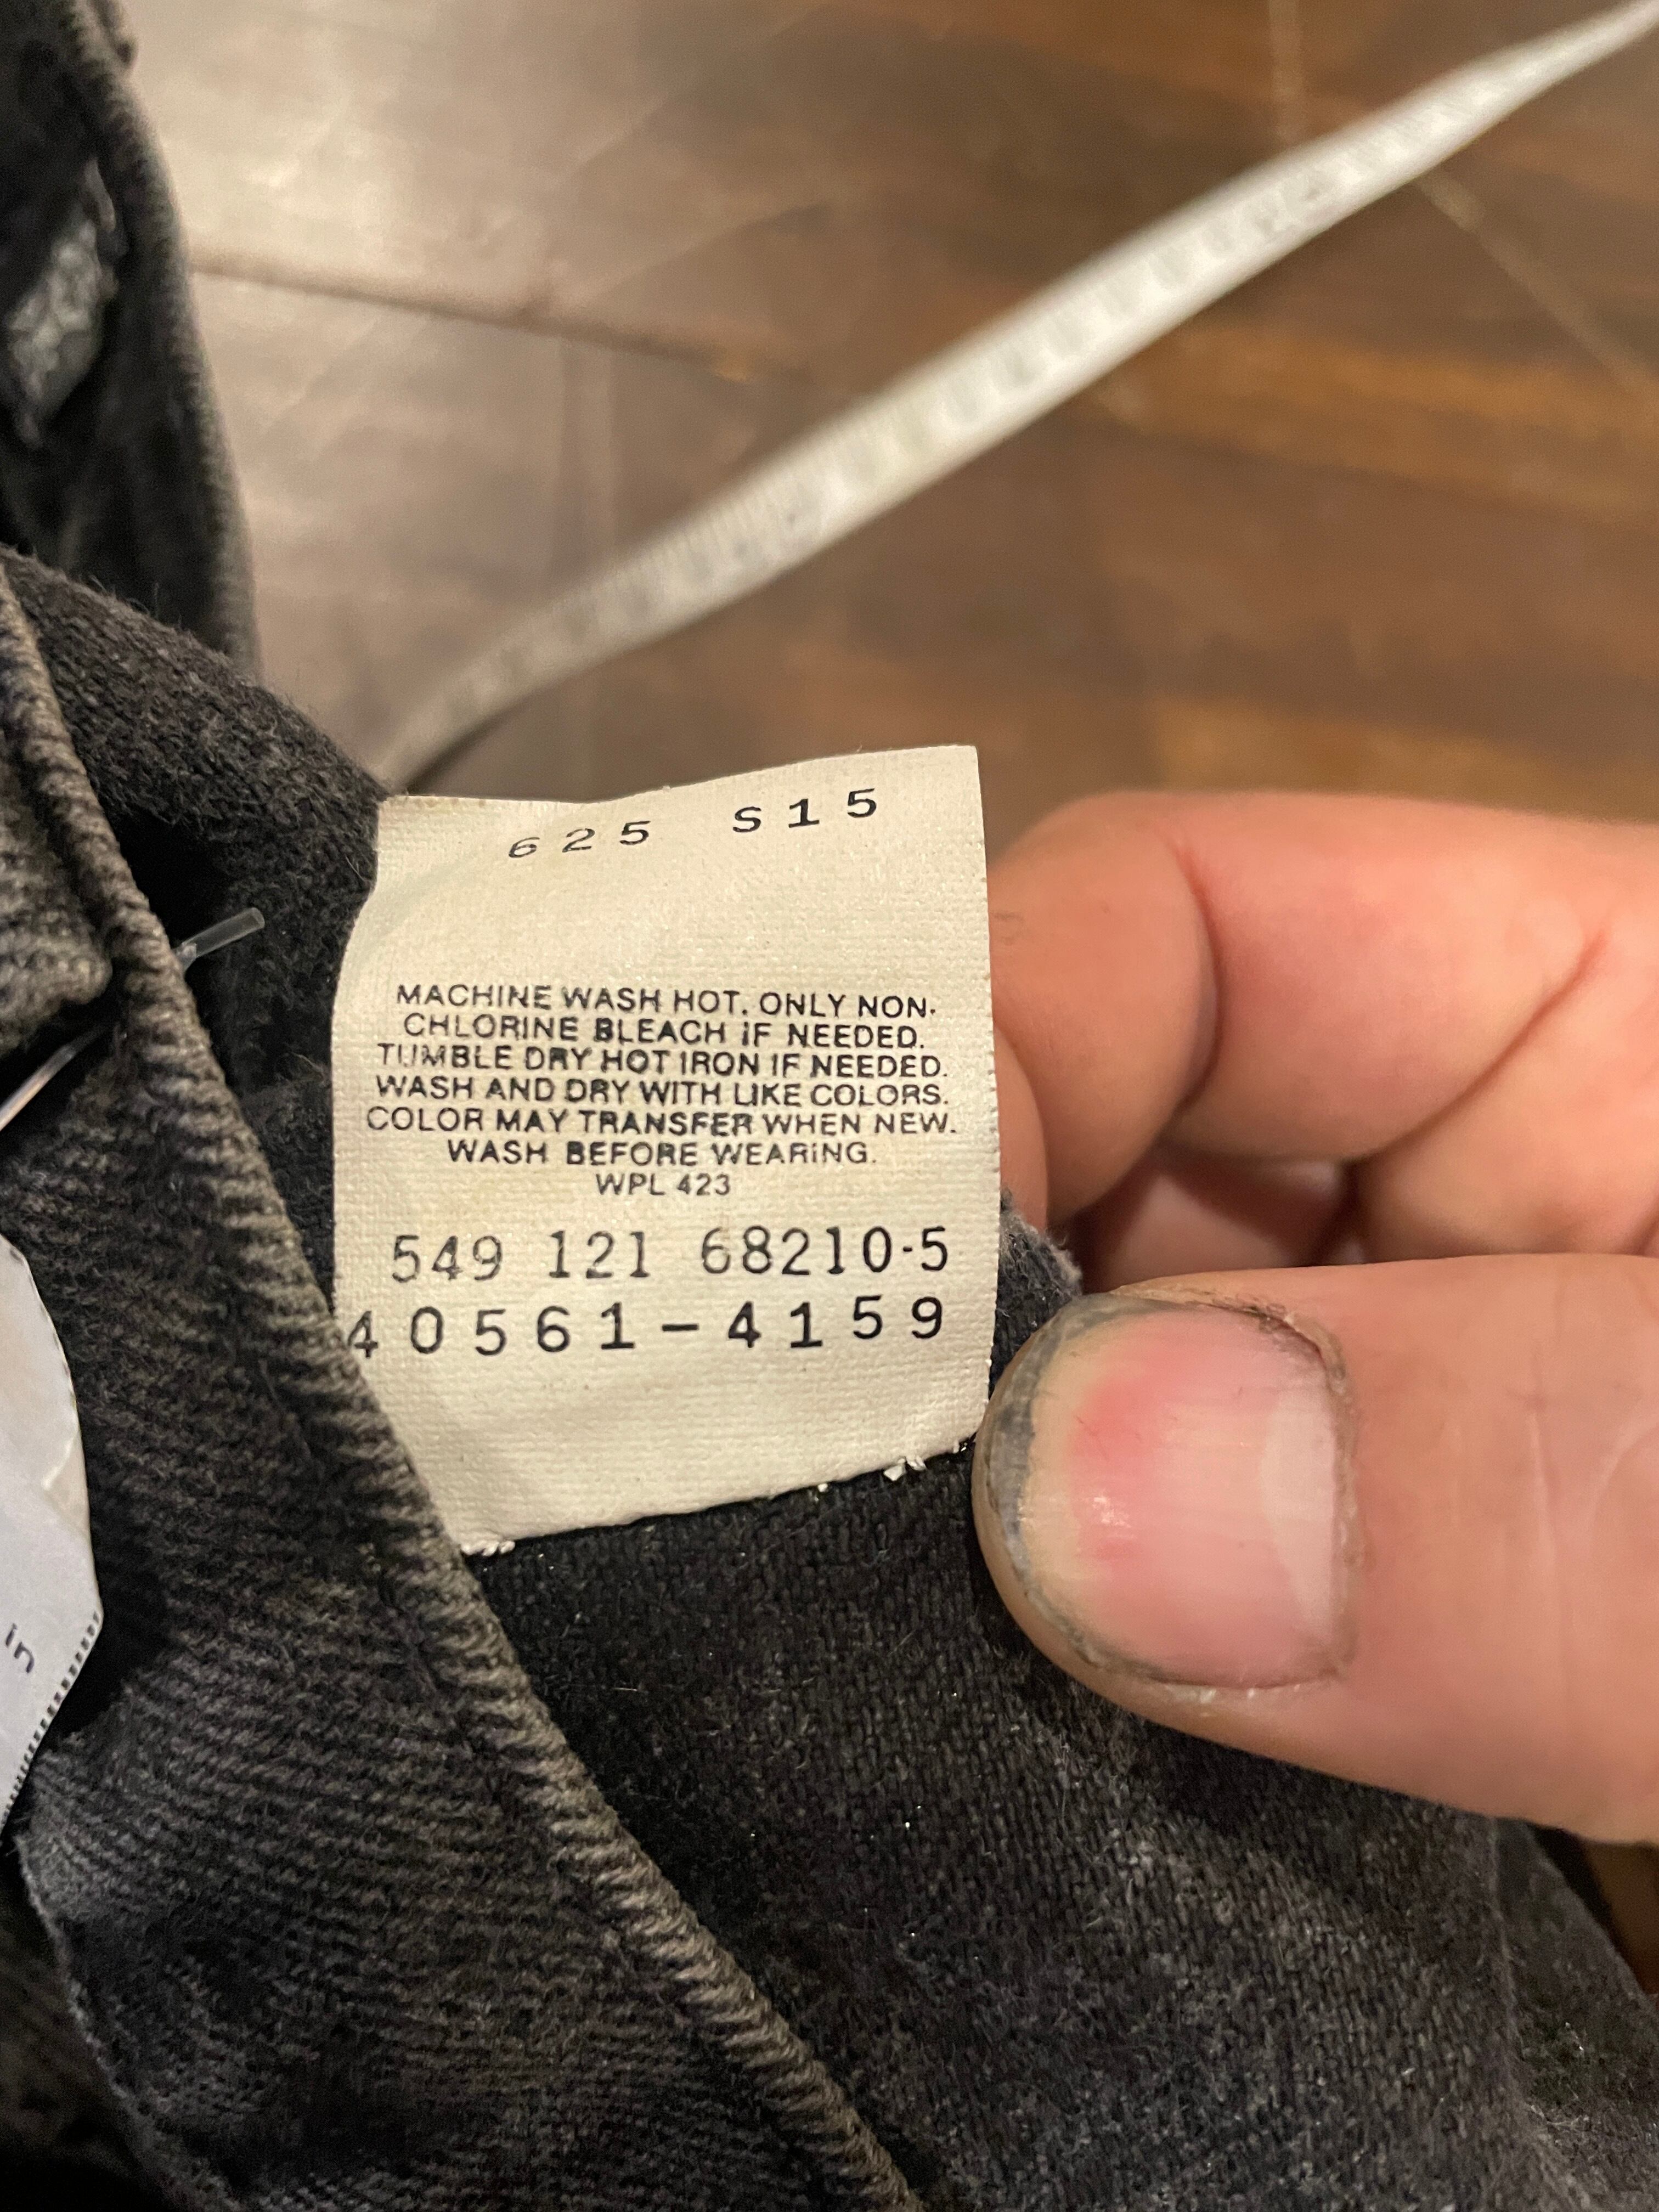 625 S15
MACHINE WASH HOT. ONLY NON-
CHLORINE BLEACH IF NEEDED.
TUMBLE DRY HOT IRON IF NEEDED.
WASH AND DRY WITH LIKE COLORS.
COLOR MAY TRANSFER WHEN NEW.
WASH BEFORE WEARING.
WPL 423
549 121 68210-5
40561-4159
in